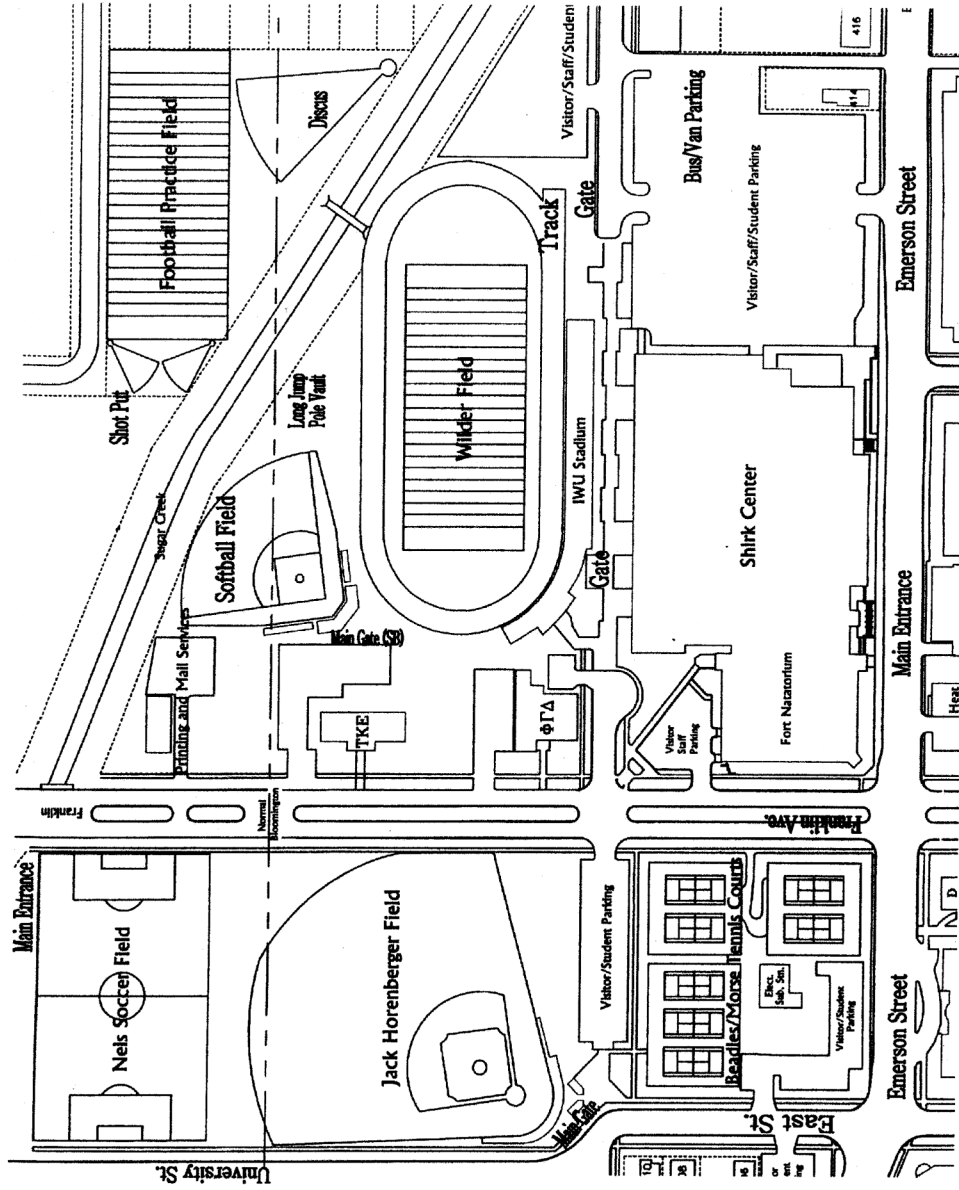 Football Practice Field
Discus
Shot Put
Long Jump
Pole Vault
Sugar Creek
Softball Field
Main Gate (SB)
Printing and Mail Services
TKE
ΦΓΔ
Wilder Field
Track
IWU Stadium
Gate
Gate
Visitor/Staff/Student
Bus/Van Parking
Visitor/Staff/Student Parking
414
416
Shirk Center
Fort Natatorium
Visitor
Staff
Parking
Emerson Street
Main Entrance
Heat
Franklin
Normal
Bloomington
Franklin Ave.
Main Entrance
Nels Soccer Field
Jack Horenberger Field
Visitor/Student Parking
Beadles/Morse Tennis Courts
Elect.
Sub. Stn.
Visitor/Student
Parking
Main Gate
East St.
University St.
Emerson Street
D